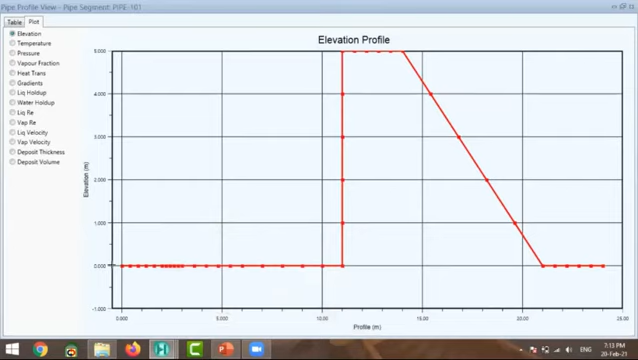 Pipe Profile View - Pipe Segment: PIPE-101
Table Plot
Elevation
Temperature
Pressure
Vapour Fraction
Heat Trans
Gradients
Liq Holdup
Water Holdup
Liq Re
Vap Re
Liq Velocity
Vap Velocity
Deposit Thickness
Deposit Volume
Elevation Profile
5.000
4.000
3.000
2.000
1.000
0.000
-1.000
Elevation (m)
0.000 5.000 10.00 15.00 20.00 25.00
Profile (m)
ENG
7:13 PM
20-Feb-21